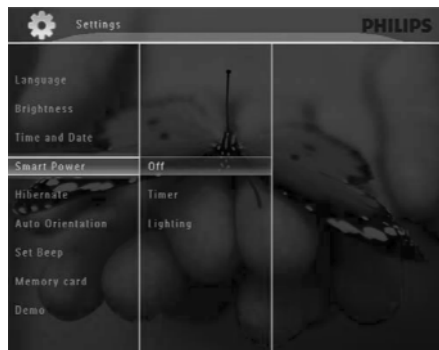 Settings
PHILIPS
Language
Brightness
Time and Date
Smart Power
Off
Hibernate
Timer
Auto Orientation
Lighting
Set Beep
Memory card
Demo